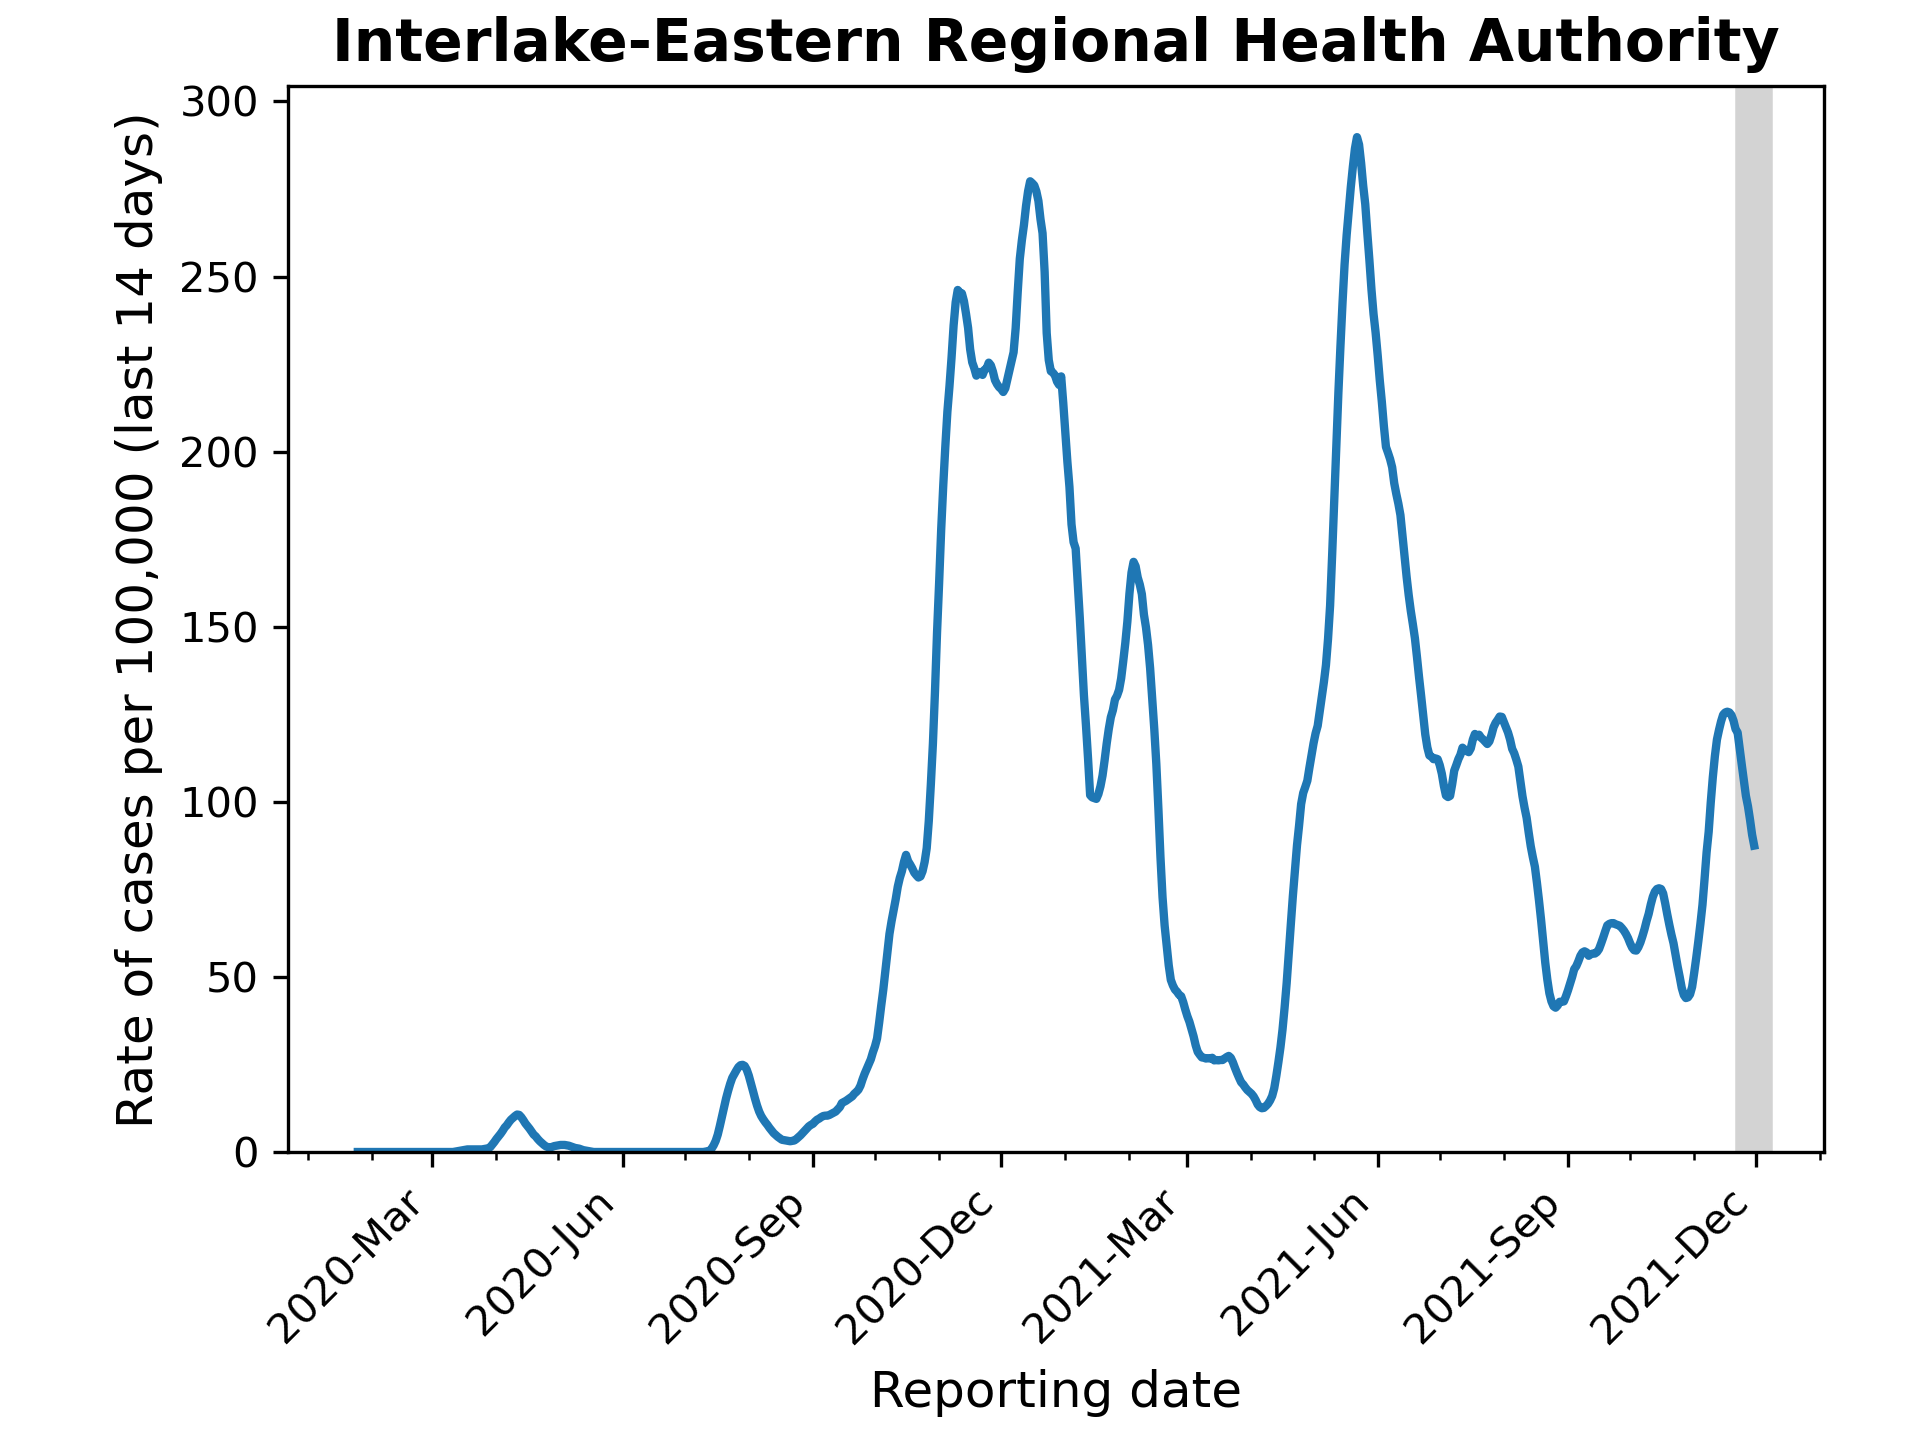 Interlake-Eastern Regional Health Authority
Rate of cases per 100,000 (last 14 days)
300
250
200
150
100
50
0
2020-Mar
2020-Jun
2020-Sep
2020-Dec
2021-Mar
2021-Jun
2021-Sep
2021-Dec
Reporting date